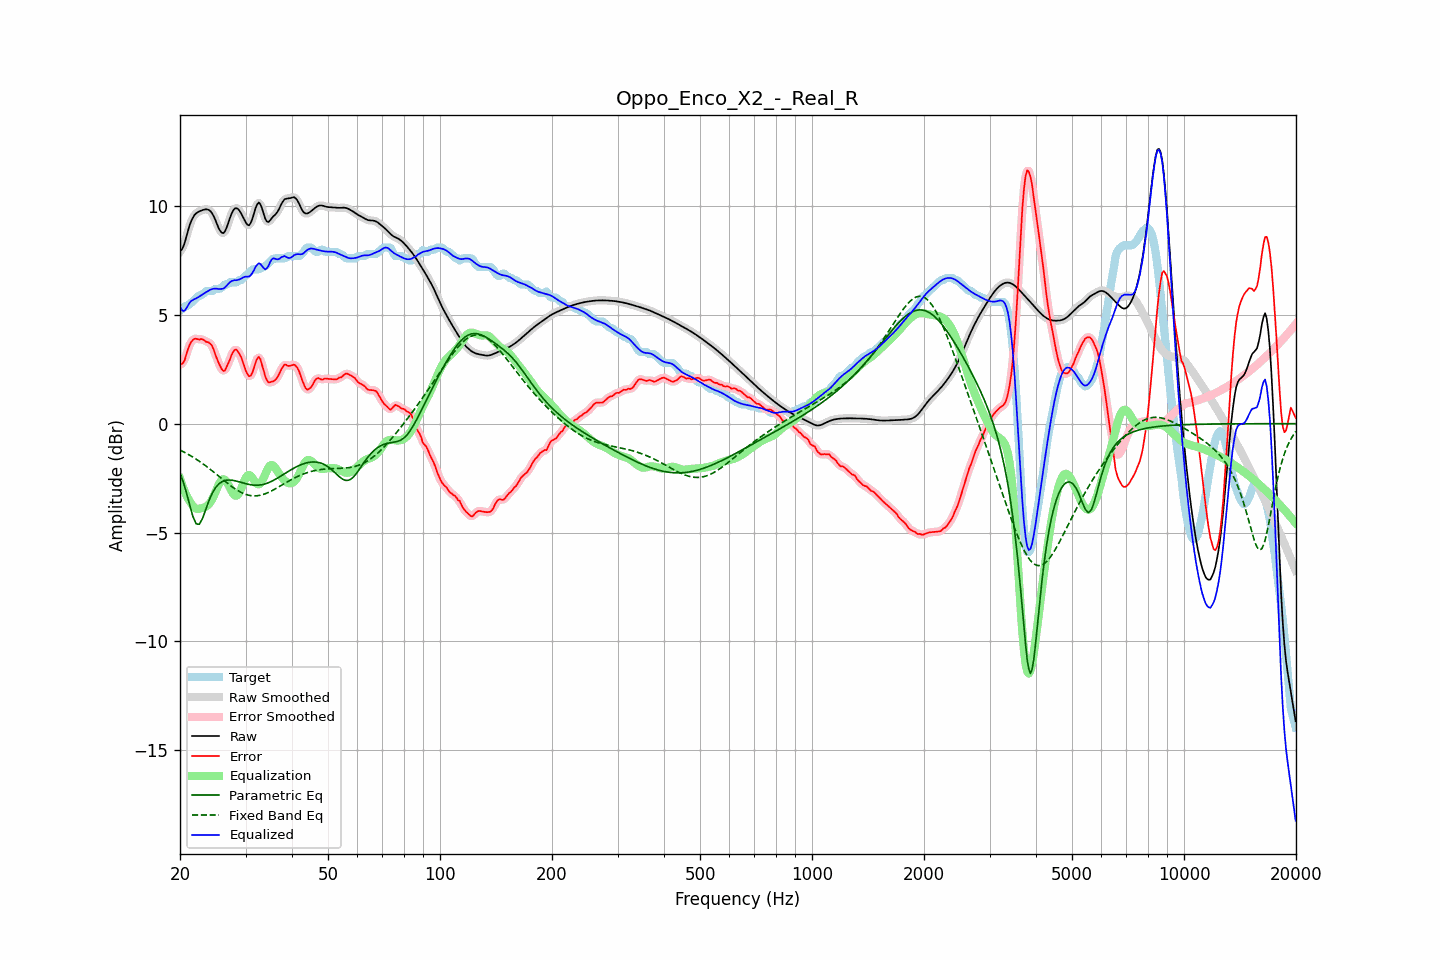 Oppo_Enco_X2_-_Real_R
Amplitude (dBr)
10
5
0
−5
−10
−15
Target
Raw Smoothed
Error Smoothed
Raw
Error
Equalization
Parametric Eq
Fixed Band Eq
Equalized
20 50 100 200 500 1000 2000 5000 10000 20000
Frequency (Hz)